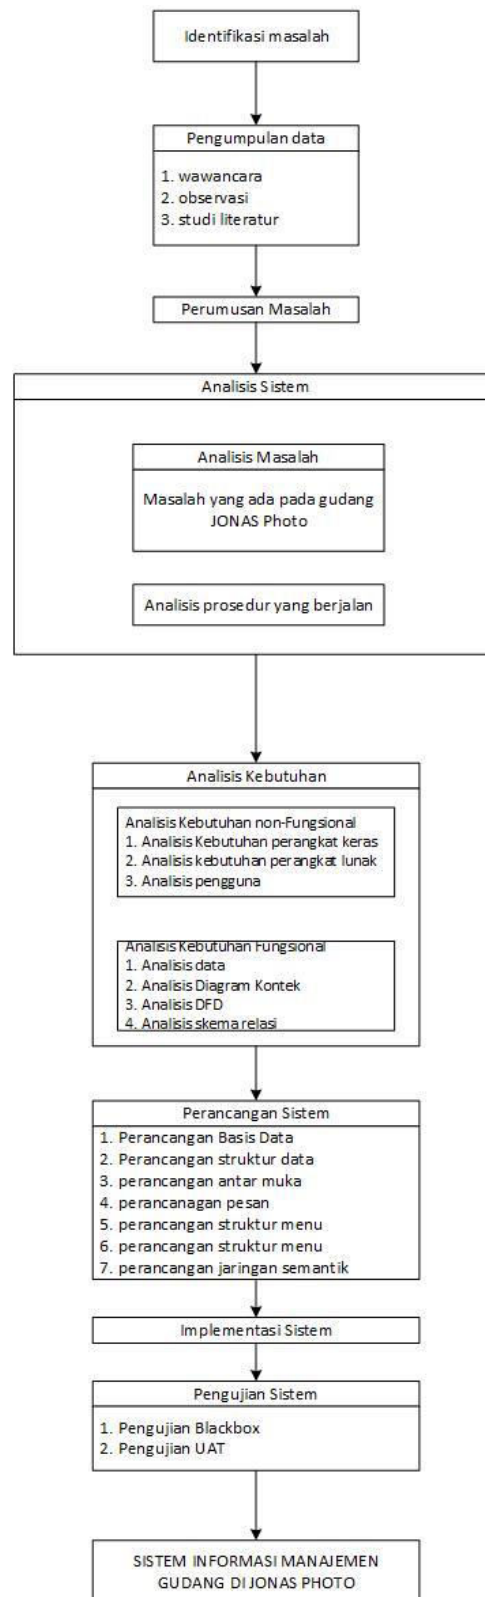 Identifikasi masalah
Pengumpulan data
1. wawancara
2. observasi
3. studi literatur
Perumusan Masalah
Analisis Sistem
Analisis Masalah
Masalah yang ada pada gudang
JONAS Photo
Analisis prosedur yang berjalan
Analisis Kebutuhan
Analisis Kebutuhan non-Fungsional
1. Analisis Kebutuhan perangkat keras
2. Analisis kebutuhan perangkat lunak
3. Analisis pengguna
Analisis Kebutuhan Fungsional
1. Analisis data
2. Analisis Diagram Kontek
3. Analisis DFD
4. Analisis skema relasi
Perancangan Sistem
1. Perancangan Basis Data
2. Perancangan struktur data
3. perancangan antar muka
4. perancanagan pesan
5. perancangan struktur menu
6. perancangan struktur menu
7. perancangan jaringan semantik
Implementasi Sistem
Pengujian Sistem
1. Pengujian Blackbox
2. Pengujian UAT
SISTEM INFORMASI MANAJEMEN
GUDANG DI JONAS PHOTO